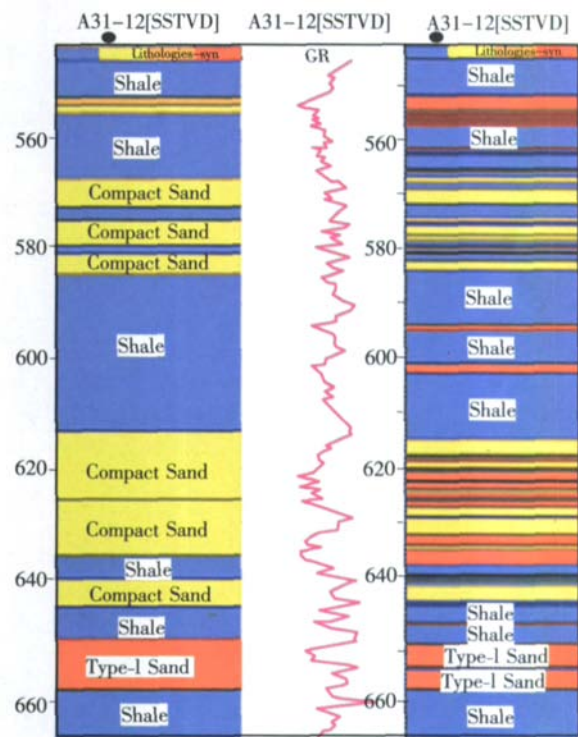 A31-12[SSTVD] A31-12[SSTVD] A31-12[SSTVD]
Lithologies-syn GR Lithologies-syn
Shale
560
Shale
Compact Sand
Compact Sand
580
Compact Sand
600
Shale
620
Compact Sand
Compact Sand
Shale
640
Compact Sand
Shale
Type-l Sand
660
Shale
Shale
560
Shale
580
Shale
600
Shale
Shale
620
640
Shale
Shale
Type-l Sand
Type-l Sand
660
Shale